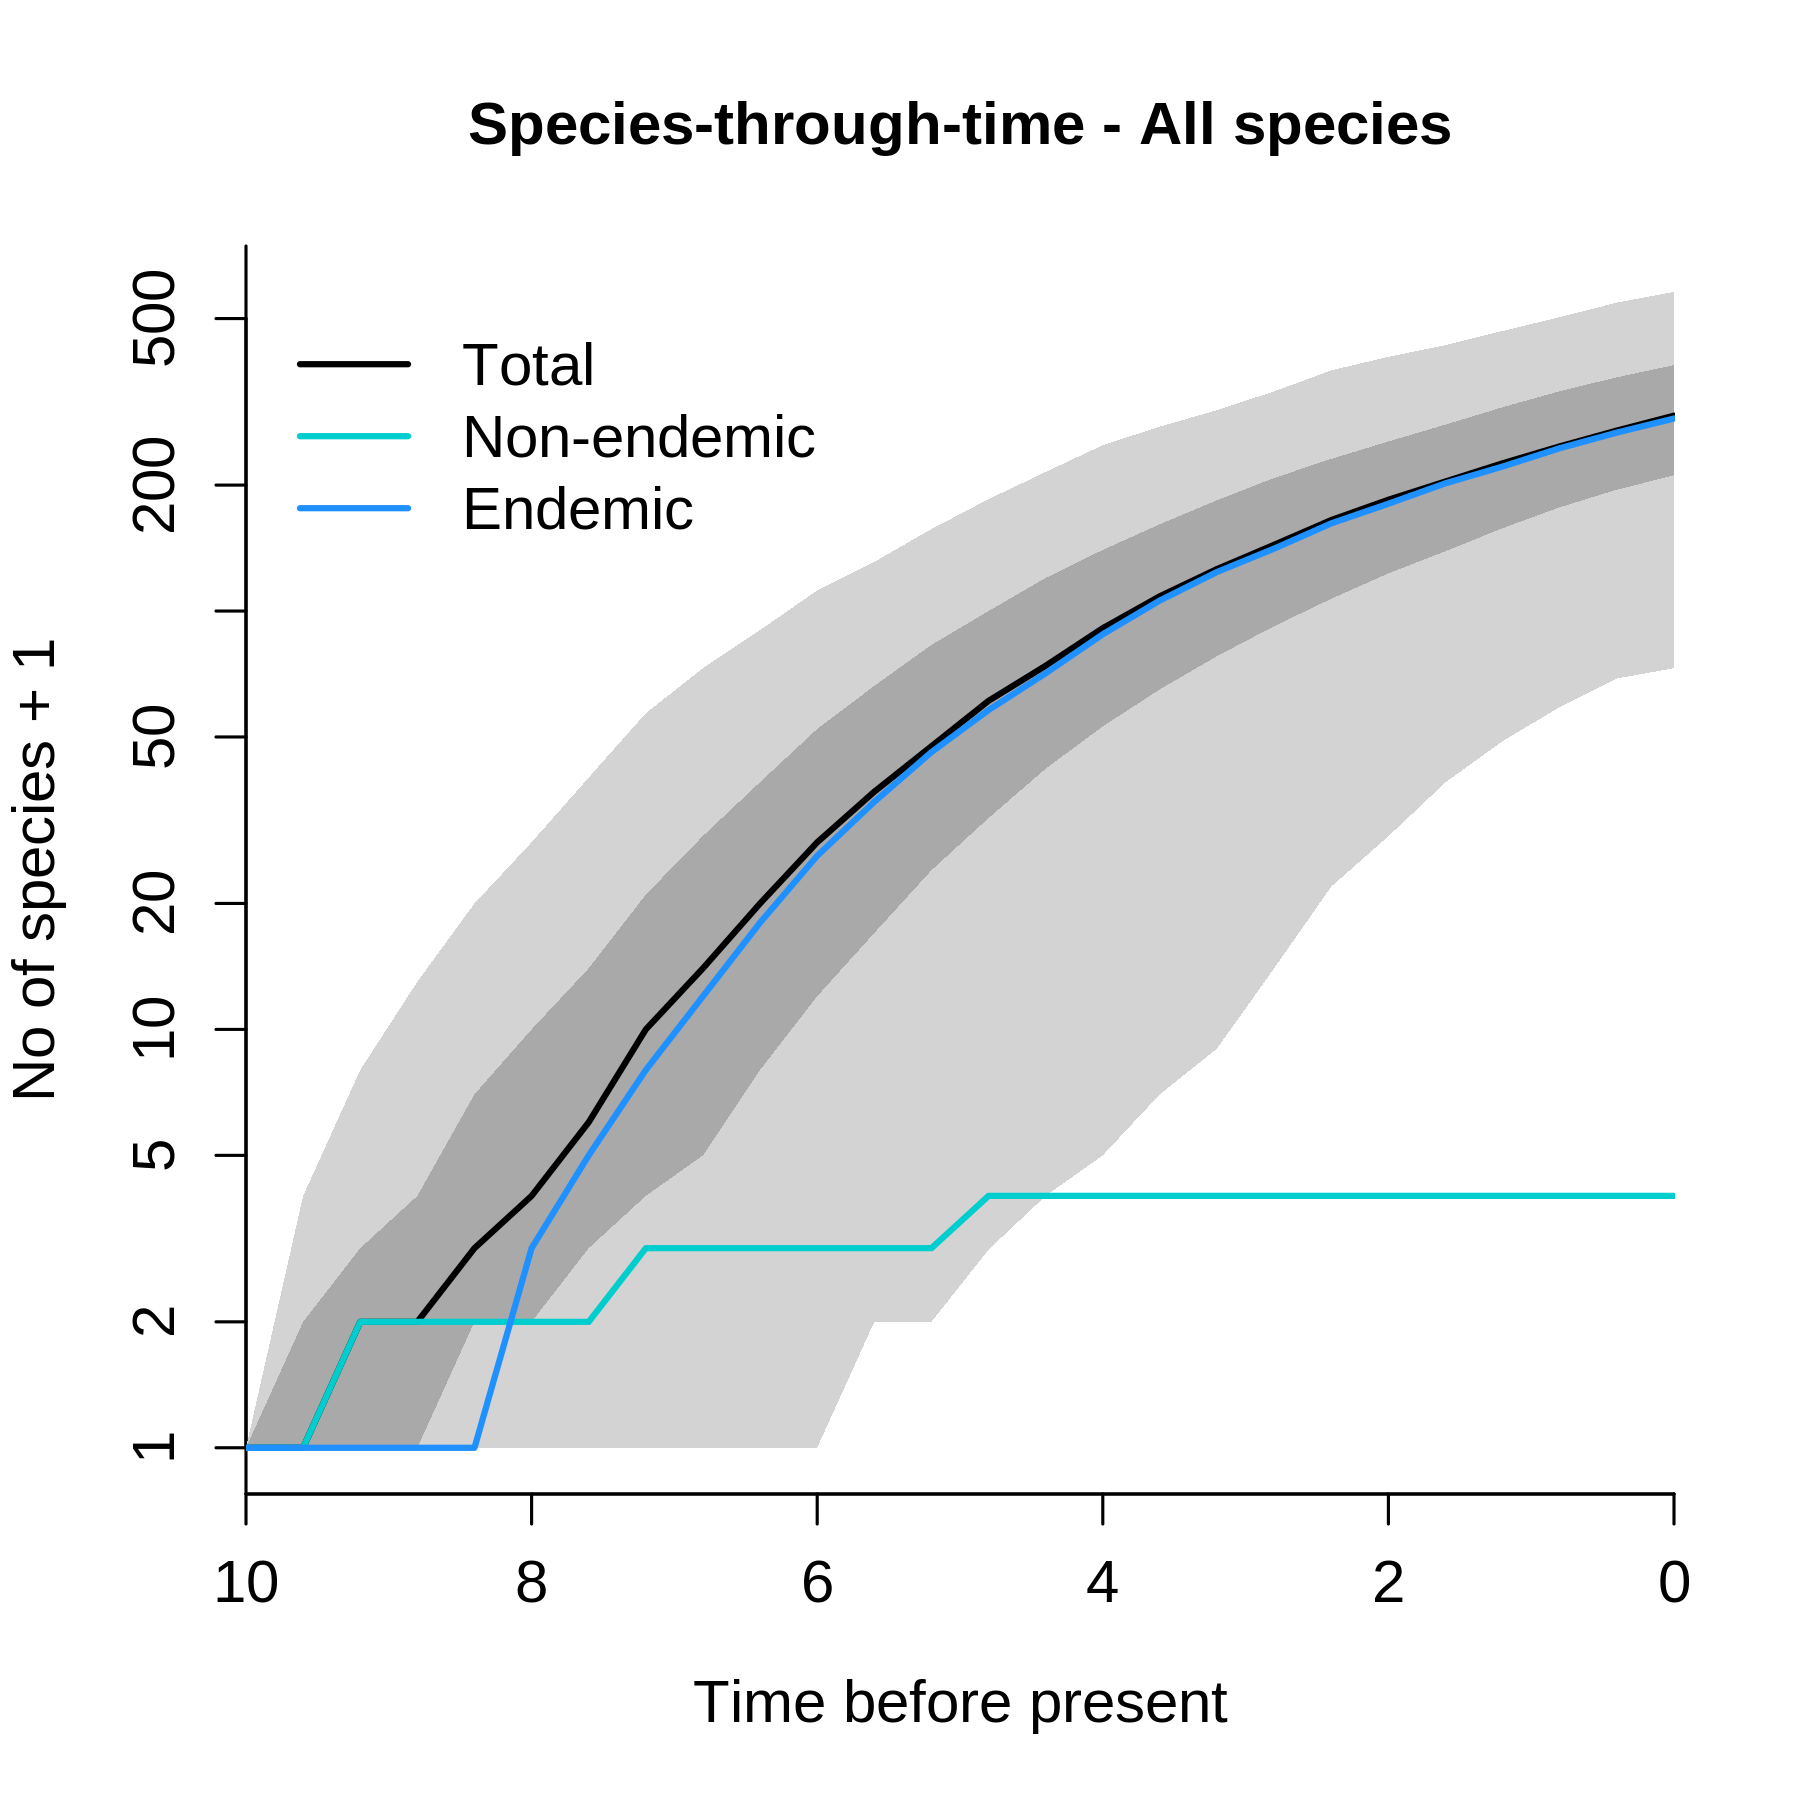 Species-through-time - All species
Total
Non-endemic
Endemic
No of species + 1
500
200
50
20
10
5
2
1
10 8 6 4 2 0
Time before present